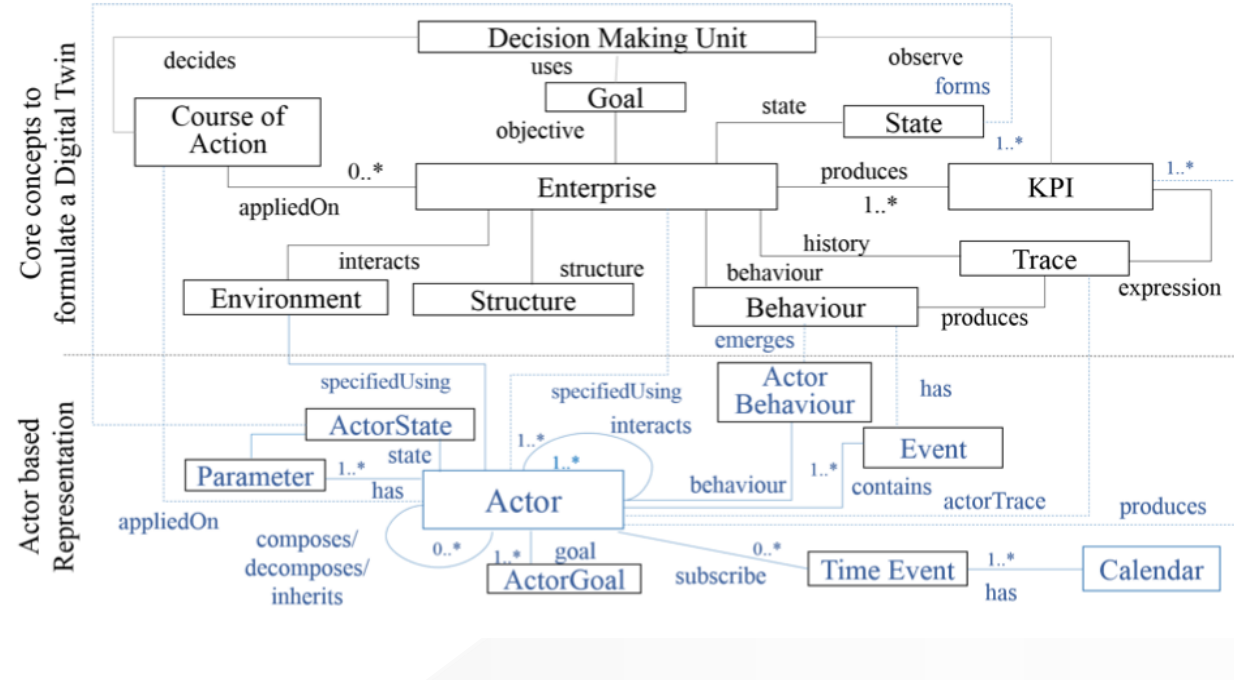 Core concepts to
formulate a Digital Twin
Decision Making Unit
decides
uses
observe
forms
Goal
Course of
Action
state
State
objective
1..*
0..*
Enterprise
produces
1..*
KPI
1..*
appliedOn
history
Trace
interacts
structure
behaviour
expression
Environment
Structure
Behaviour
produces
emerges
Actor based
Representation
specifiedUsing
specifiedUsing
Actor
Behaviour
has
ActorState
interacts
1..*
Event
state
1..*
Parameter
1..*
has
1..*
behaviour
contains
Actor
actorTrace
produces
appliedOn
composes/
decomposes/
inherits
0..*
1..*
goal
0..*
ActorGoal
subscribe
Time Event
1..*
has
Calendar